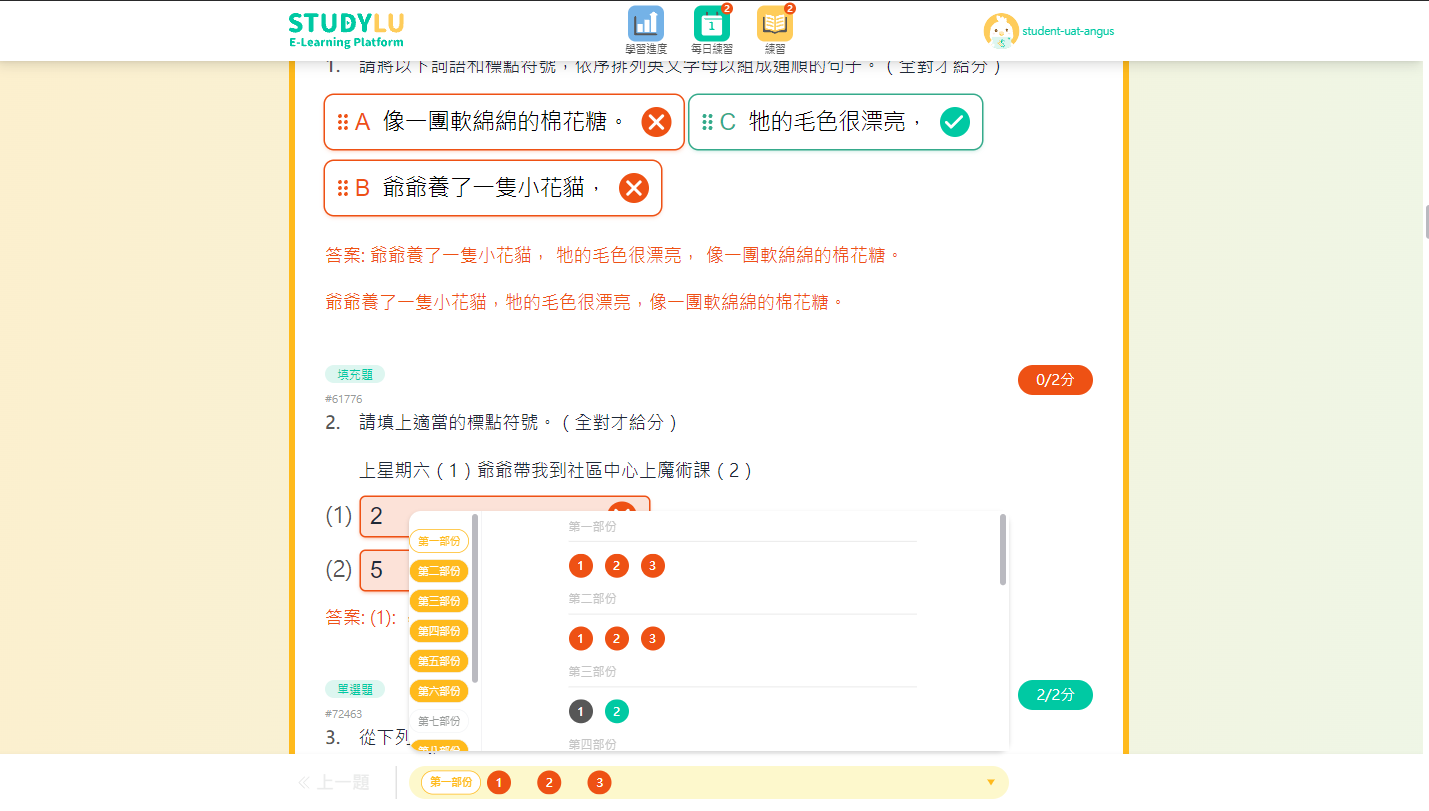 STUDYLU
E-Learning Platform
學習進度
2
1
每日練習
2
練習
student-uat-angus
1. 請將以下詞語和標點符號，依序排列英文字母以組成通順的句子。（全對才給分）
A 像一團軟綿綿的棉花糖。
C 牠的毛色很漂亮，
B 爺爺養了一隻小花貓，
答案: 爺爺養了一隻小花貓， 牠的毛色很漂亮， 像一團軟綿綿的棉花糖。
爺爺養了一隻小花貓，牠的毛色很漂亮，像一團軟綿綿的棉花糖。
填充題
0/2分
#61776
2. 請填上適當的標點符號。（全對才給分）
上星期六（1）爺爺帶我到社區中心上魔術課（2）
(1) 2
(2) 5
答案: (1):
單選題
2/2分
#72463
3. 從下列
第一部份
第二部份
第三部份
第四部份
第五部份
第六部份
第七部份
第八部份
第一部份
1 2 3
第二部份
1 2 3
第三部份
1 2
第四部份
上一題
第一部份 1 2 3